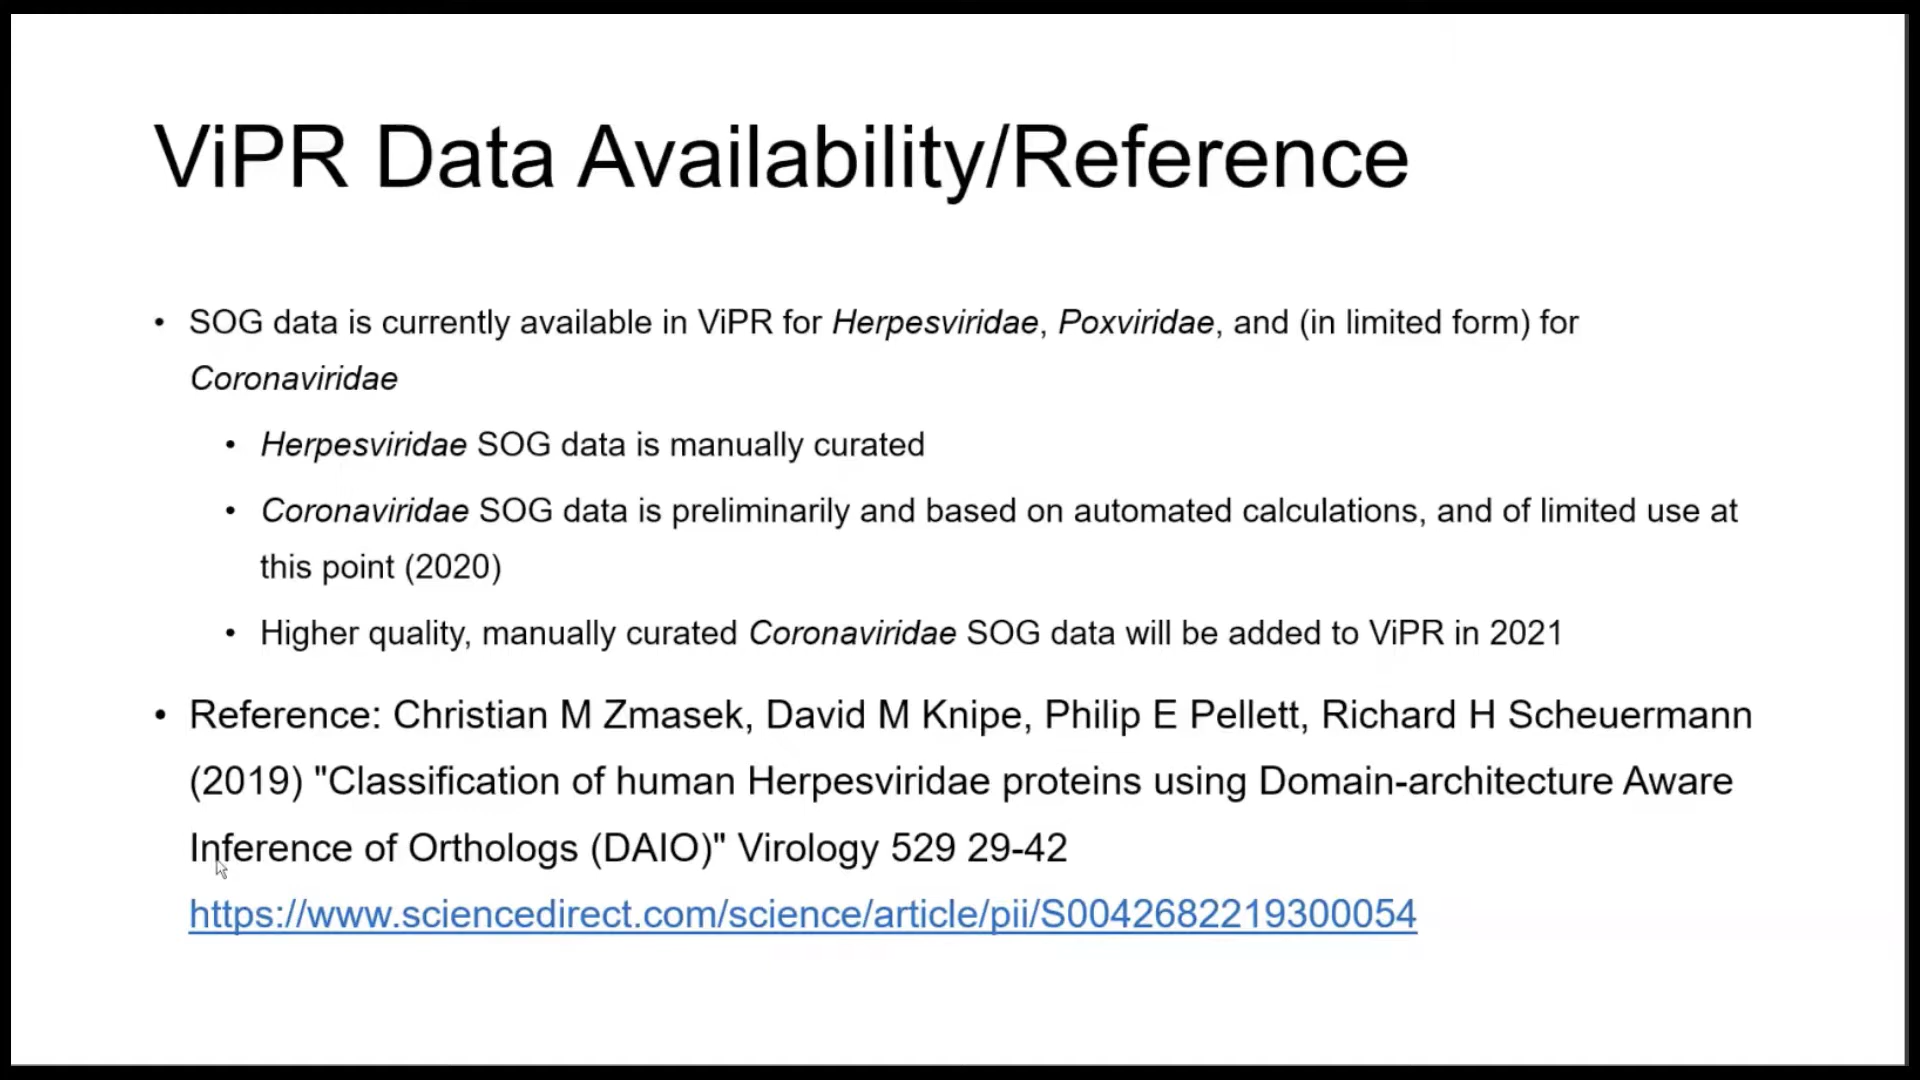 ViPR Data Availability/Reference
• SOG data is currently available in ViPR for Herpesviridae, Poxviridae, and (in limited form) for
Coronaviridae
• Herpesviridae SOG data is manually curated
• Coronaviridae SOG data is preliminarily and based on automated calculations, and of limited use at
this point (2020)
• Higher quality, manually curated Coronaviridae SOG data will be added to ViPR in 2021
• Reference: Christian M Zmasek, David M Knipe, Philip E Pellett, Richard H Scheuermann
(2019) "Classification of human Herpesviridae proteins using Domain-architecture Aware
Inference of Orthologs (DAIO)" Virology 529 29-42
https://www.sciencedirect.com/science/article/pii/S0042682219300054